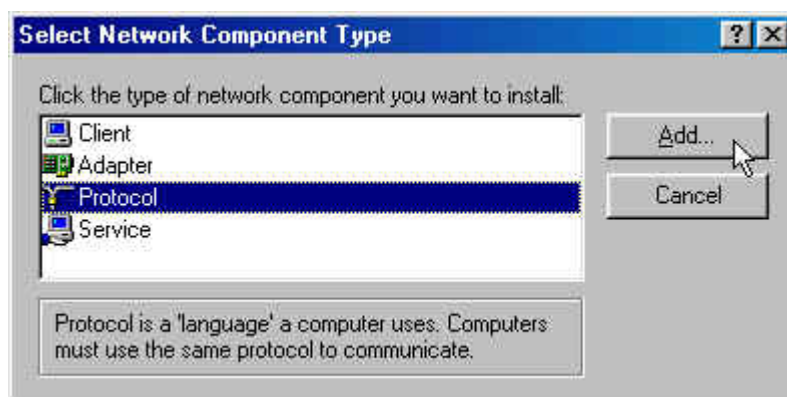 Select Network Component Type
Click the type of network component you want to install:
Client
Add...
Adapter
Protocol
Cancel
Service
Protocol is a 'language' a computer uses. Computers
must use the same protocol to communicate.